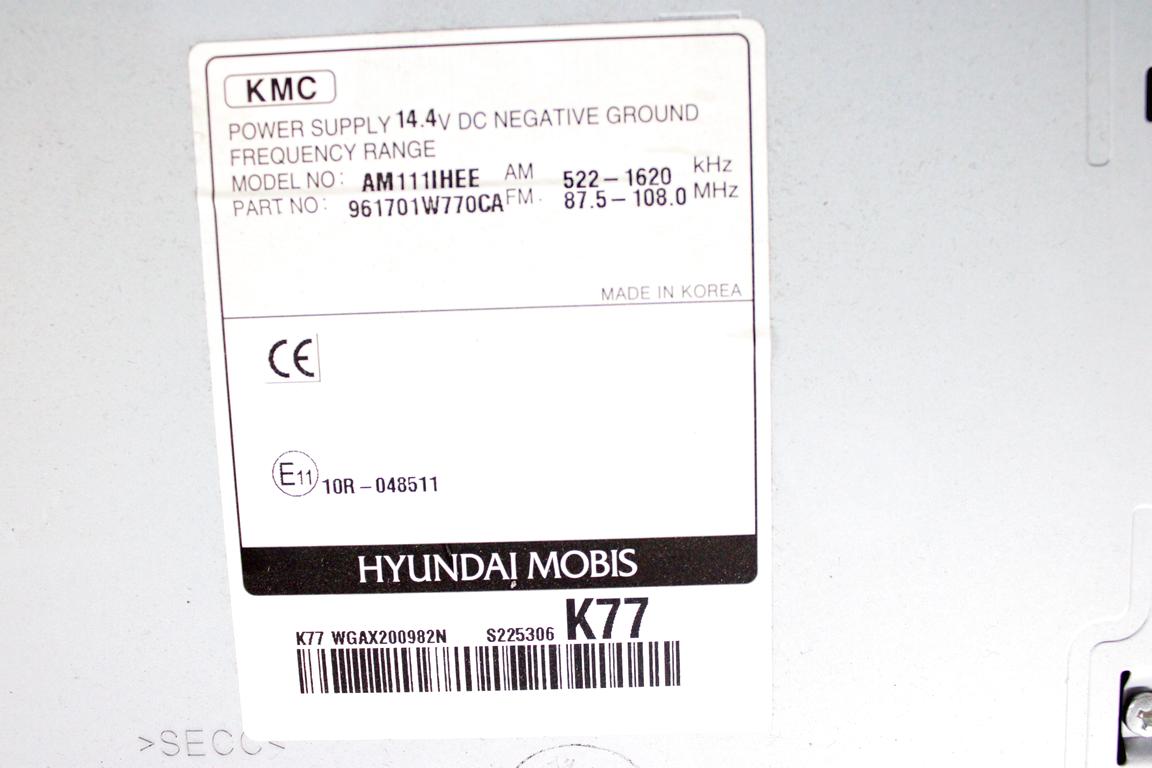 KMC
POWER SUPPLY 14.4V DC NEGATIVE GROUND
FREQUENCY RANGE
MODEL NO: AM111IHEE AM 522-1620 kHz
PART NO: 961701W770CA FM. 87.5-108.0 MHz
MADE IN KOREA
CE
E11 10R-048511
HYUNDAI MOBIS
K77 WGAX200982N S225306 K77
>SECC<